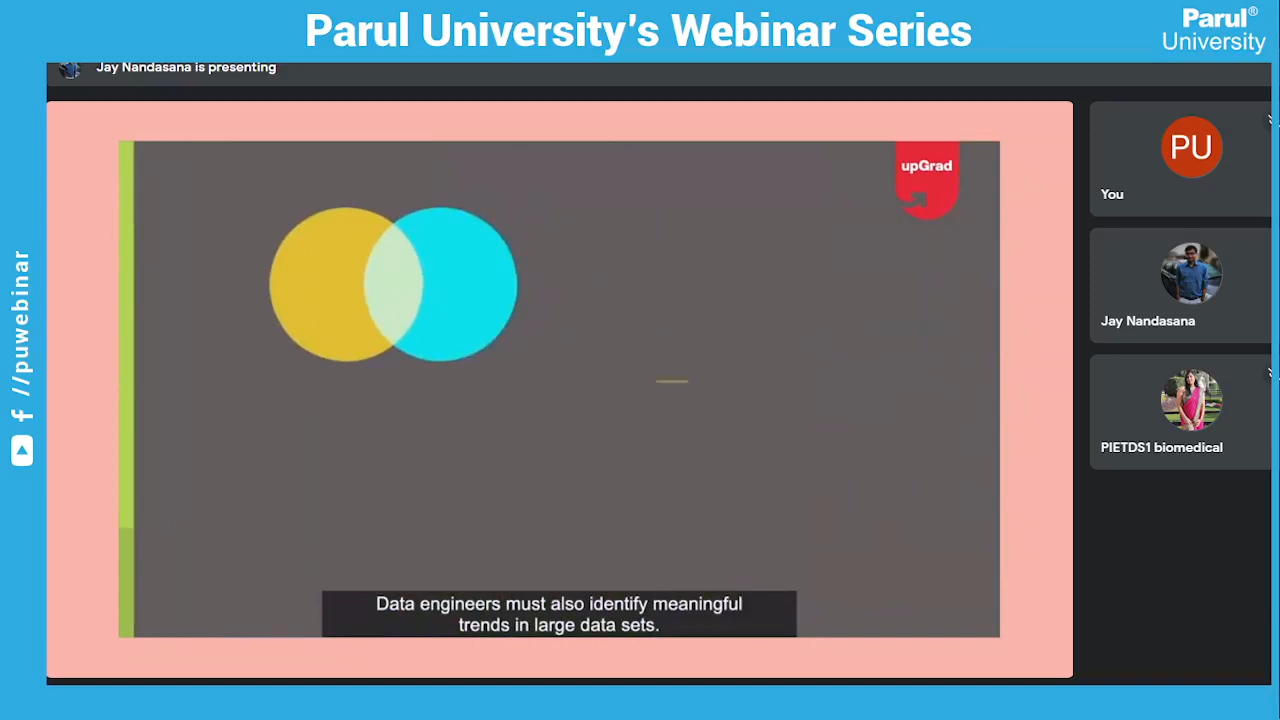 Parul University's Webinar Series
Parul®
University
Jay Nandasana is presenting
upGrad
PU
You
Jay Nandasana
PIETDS1 biomedical
//puwebinar
Data engineers must also identify meaningful
trends in large data sets.